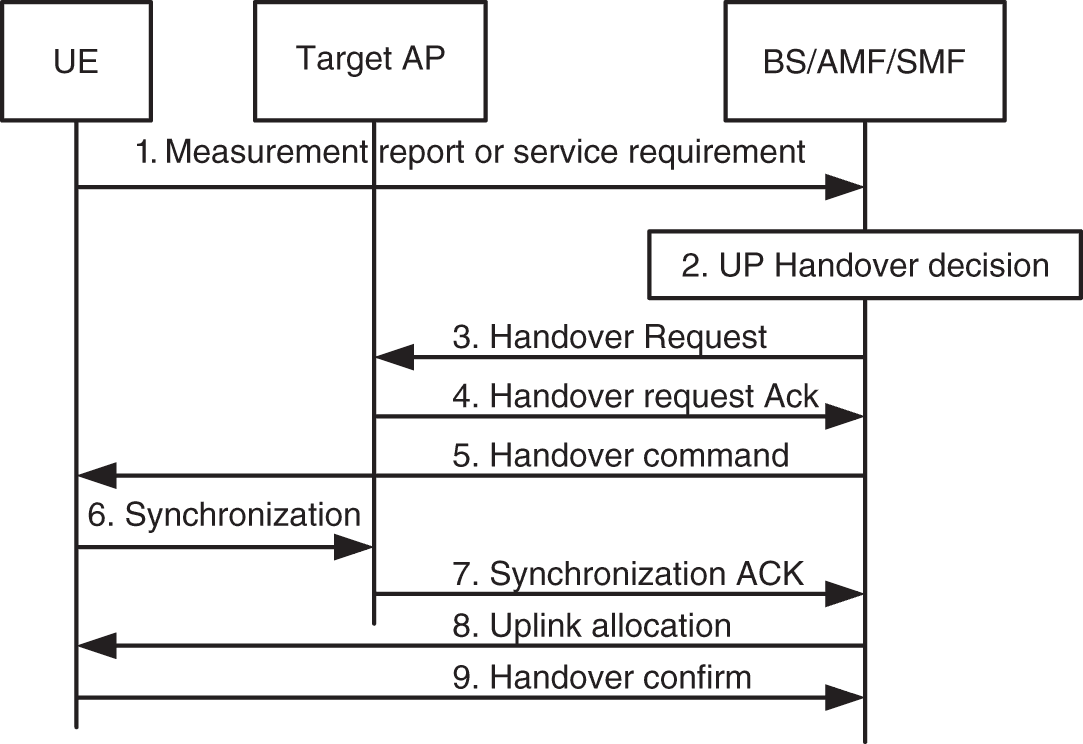 UE
Target AP
BS/AMF/SMF
1. Measurement report or service requirement
2. UP Handover decision
3. Handover Request
4. Handover request Ack
5. Handover command
6. Synchronization
7. Synchronization ACK
8. Uplink allocation
9. Handover confirm